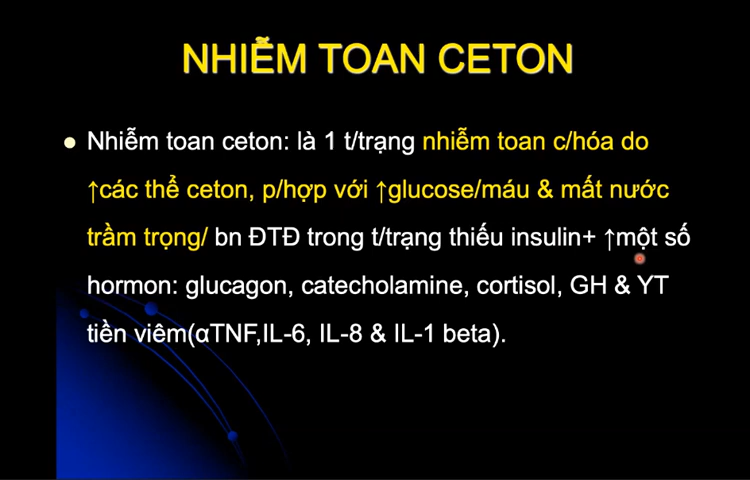 NHIỄM TOAN CETON
Nhiễm toan ceton: là 1 t/trạng nhiễm toan c/hóa do
↑các thể ceton, p/hợp với ↑glucose/máu & mất nước
trầm trọng/ bn ĐTĐ trong t/trạng thiếu insulin+ ↑một số
hormon: glucagon, catecholamine, cortisol, GH & YT
tiền viêm(αTNF,IL-6, IL-8 & IL-1 beta).